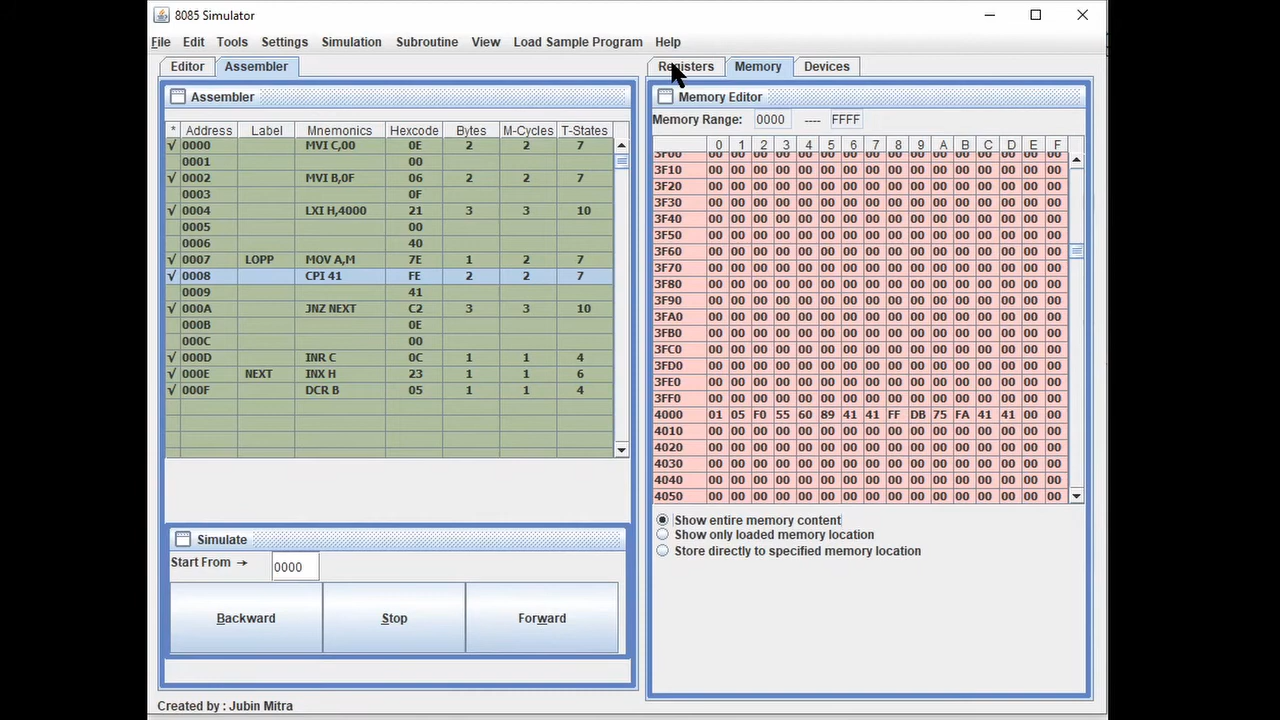 8085 Simulator
File Edit Tools Settings Simulation Subroutine View Load Sample Program Help
Editor Assembler
Assembler
* Address Label Mnemonics Hexcode Bytes M-Cycles T-States
√ 0000 MVI C,00 0E 2 2 7
0001 00
√ 0002 MVI B,0F 06 2 2 7
0003 0F
√ 0004 LXI H,4000 21 3 3 10
0005 00
0006 40
√ 0007 LOPP MOV A,M 7E 1 2 7
√ 0008 CPI 41 FE 2 2 7
0009 41
√ 000A JNZ NEXT C2 3 3 10
000B 0E
000C 00
√ 000D INR C 0C 1 1 4
√ 000E NEXT INX H 23 1 1 6
√ 000F DCR B 05 1 1 4
Simulate
Start From → 0000
Backward Stop Forward
Created by : Jubin Mitra
Registers Memory Devices
Memory Editor
Memory Range: 0000 ---- FFFF
0 1 2 3 4 5 6 7 8 9 A B C D E F
3F00 00 00 00 00 00 00 00 00 00 00 00 00 00 00 00 00
3F10 00 00 00 00 00 00 00 00 00 00 00 00 00 00 00 00
3F20 00 00 00 00 00 00 00 00 00 00 00 00 00 00 00 00
3F30 00 00 00 00 00 00 00 00 00 00 00 00 00 00 00 00
3F40 00 00 00 00 00 00 00 00 00 00 00 00 00 00 00 00
3F50 00 00 00 00 00 00 00 00 00 00 00 00 00 00 00 00
3F60 00 00 00 00 00 00 00 00 00 00 00 00 00 00 00 00
3F70 00 00 00 00 00 00 00 00 00 00 00 00 00 00 00 00
3F80 00 00 00 00 00 00 00 00 00 00 00 00 00 00 00 00
3F90 00 00 00 00 00 00 00 00 00 00 00 00 00 00 00 00
3FA0 00 00 00 00 00 00 00 00 00 00 00 00 00 00 00 00
3FB0 00 00 00 00 00 00 00 00 00 00 00 00 00 00 00 00
3FC0 00 00 00 00 00 00 00 00 00 00 00 00 00 00 00 00
3FD0 00 00 00 00 00 00 00 00 00 00 00 00 00 00 00 00
3FE0 00 00 00 00 00 00 00 00 00 00 00 00 00 00 00 00
3FF0 00 00 00 00 00 00 00 00 00 00 00 00 00 00 00 00
4000 01 05 F0 55 60 89 41 41 FF DB 75 FA 41 41 00 00
4010 00 00 00 00 00 00 00 00 00 00 00 00 00 00 00 00
4020 00 00 00 00 00 00 00 00 00 00 00 00 00 00 00 00
4030 00 00 00 00 00 00 00 00 00 00 00 00 00 00 00 00
4040 00 00 00 00 00 00 00 00 00 00 00 00 00 00 00 00
4050 00 00 00 00 00 00 00 00 00 00 00 00 00 00 00 00
Show entire memory content
Show only loaded memory location
Store directly to specified memory location